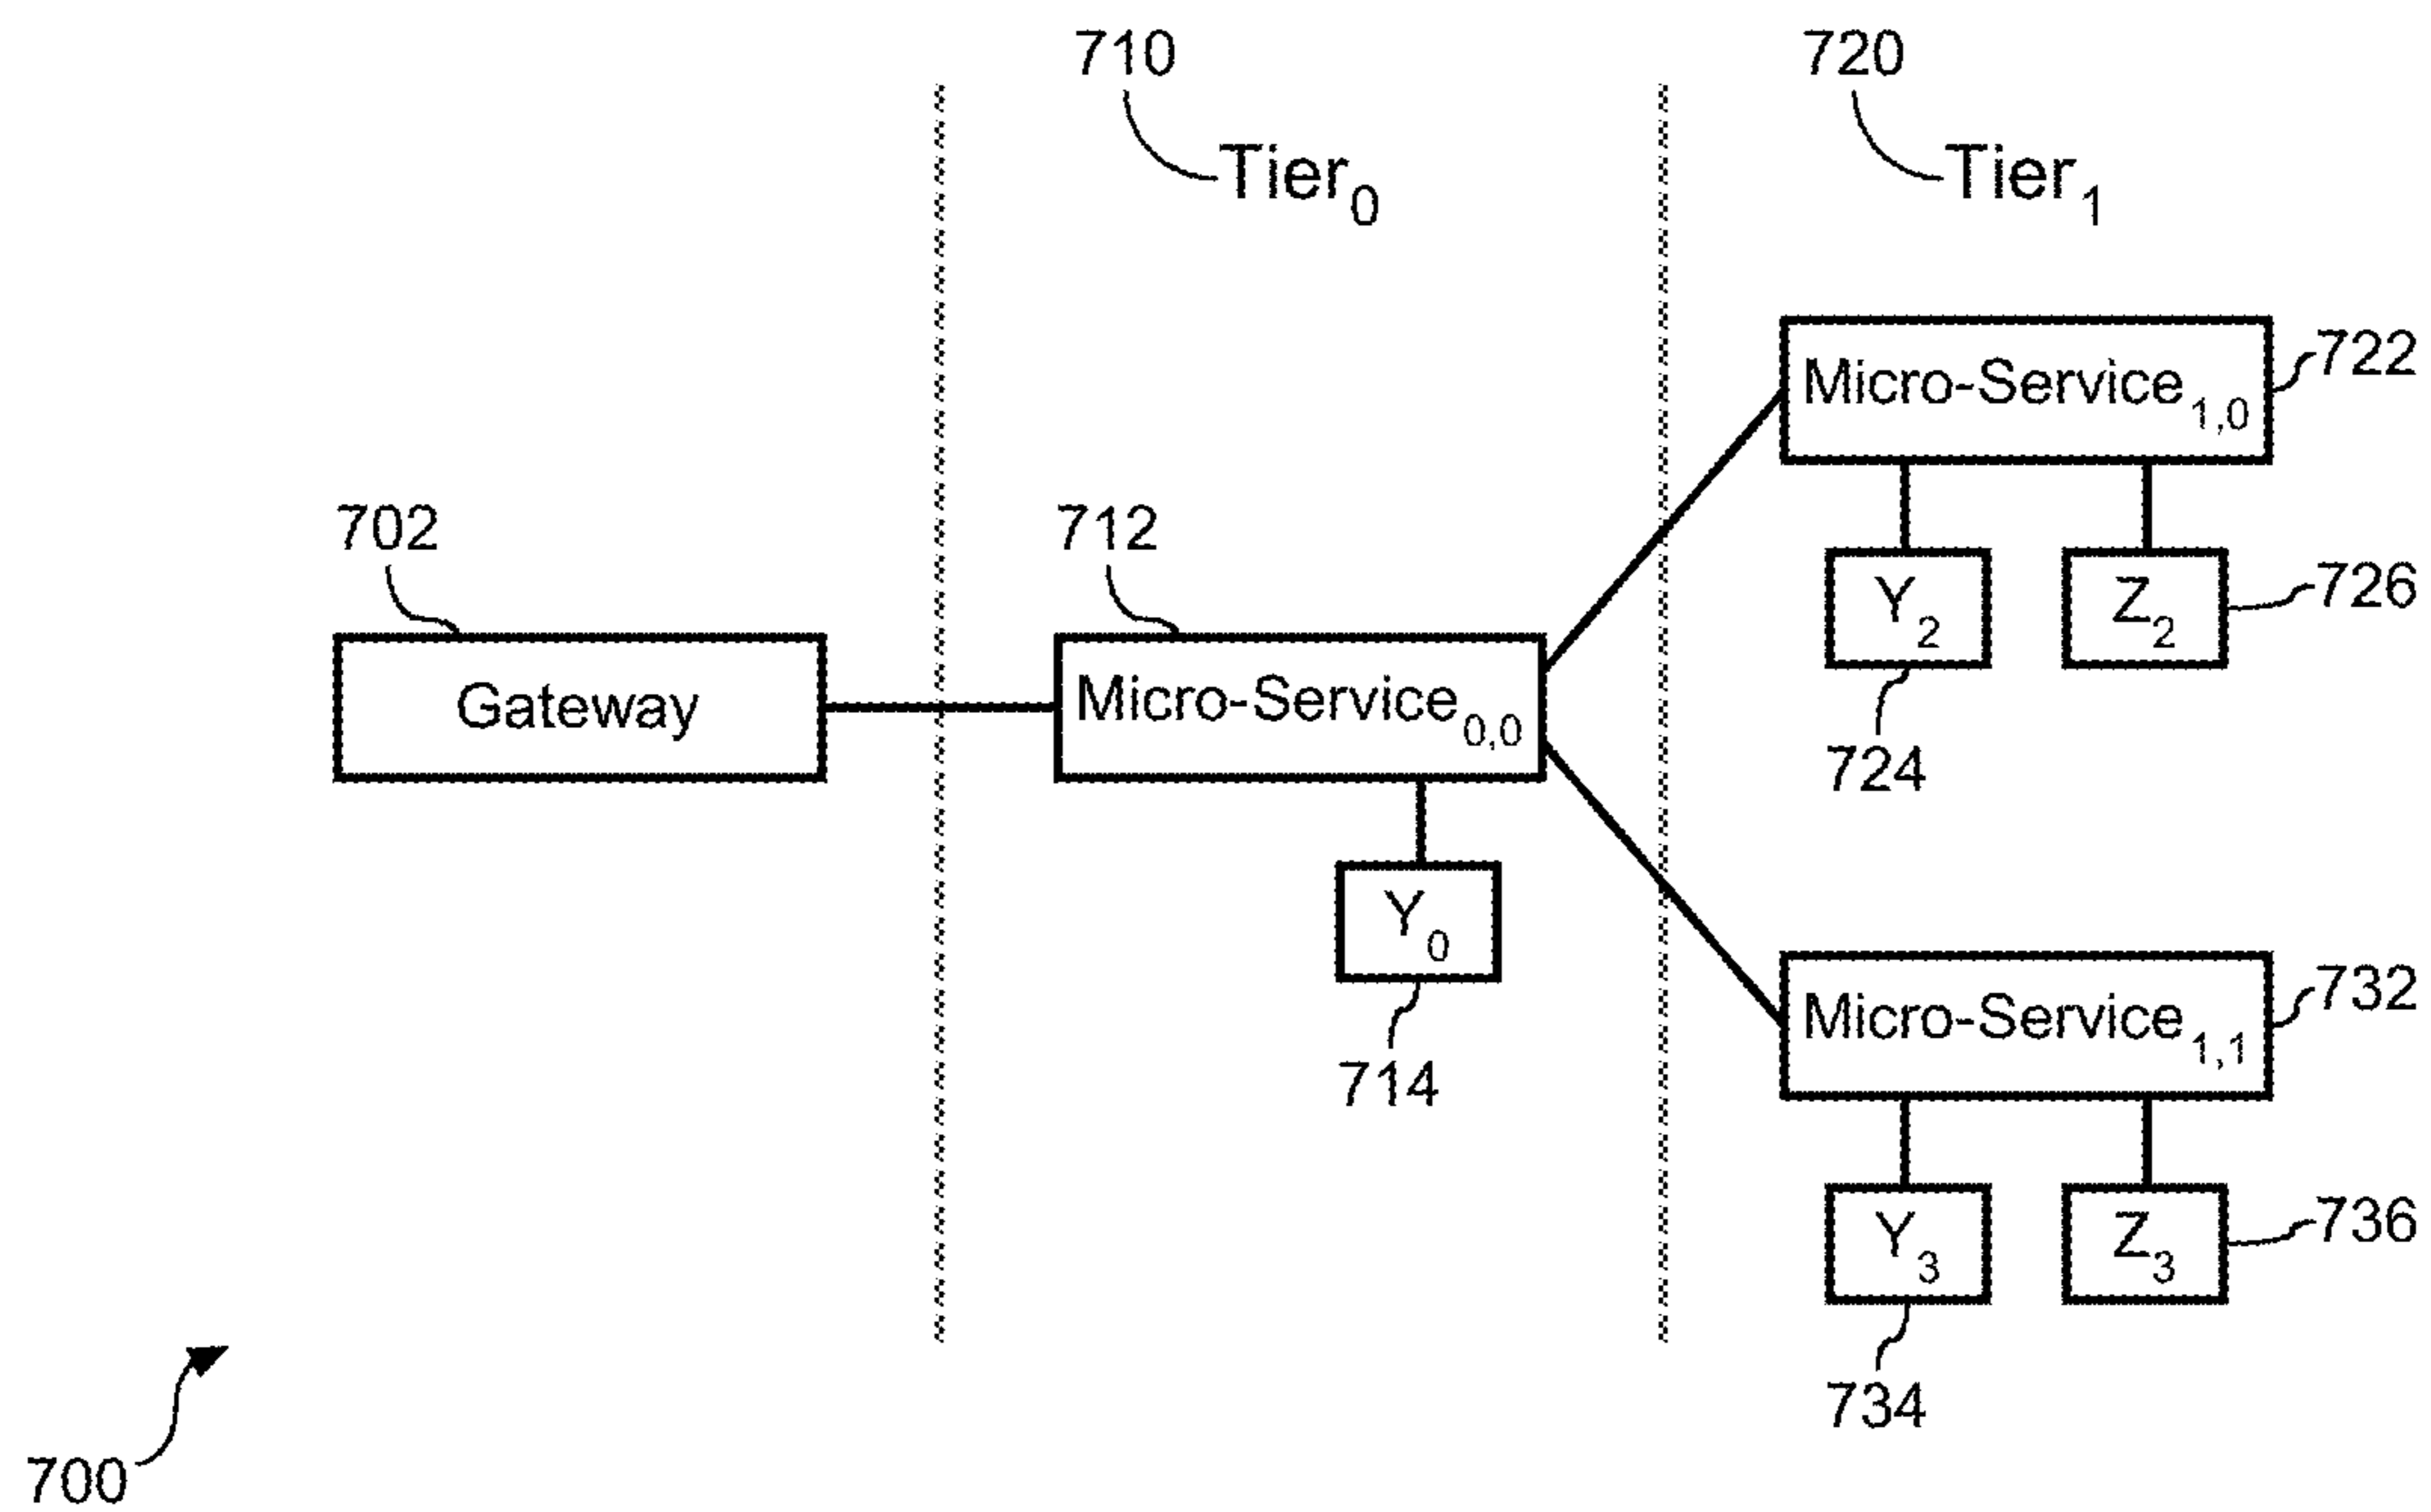 710
720
Tier0
Tier1
722
Micro-Service1,0
702
712
Y2
Z2
726
Gateway
Micro-Service0,0
724
Y0
732
Micro-Service1,1
714
Y3
Z3
736
734
700